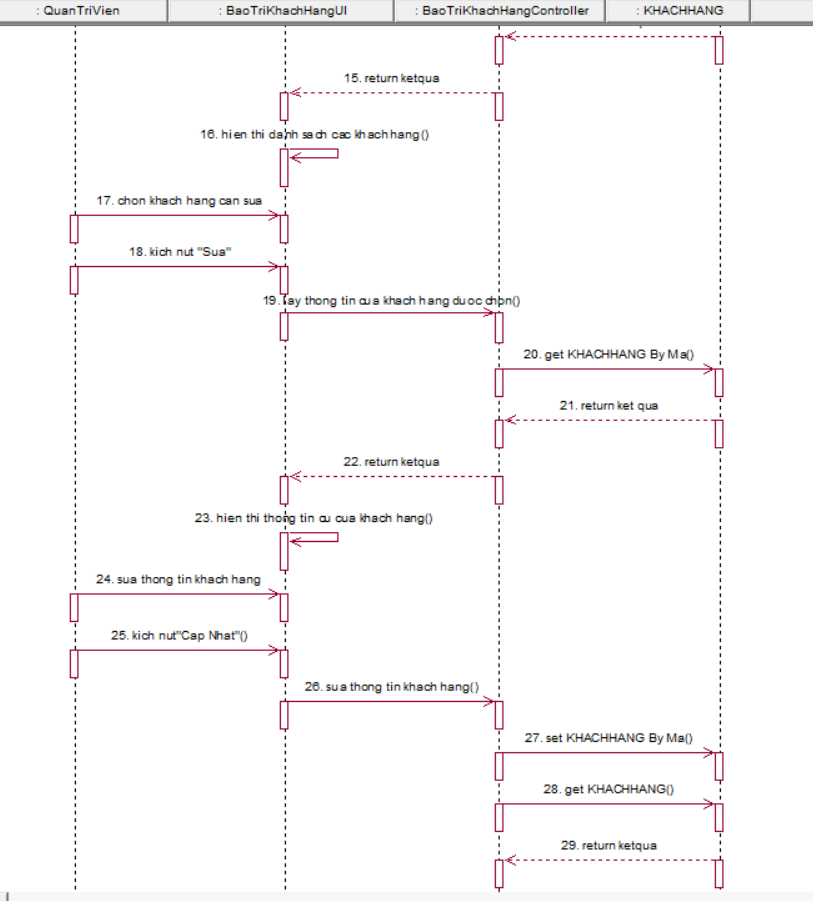 : QuanTriVien
: BaoTriKhachHangUI
: BaoTriKhachHangController
: KHACHHANG
15. return ketqua
16. hien thi danh sach cac khach hang()
17. chon khach hang can sua
18. kich nut "Sua"
19. lay thong tin cua khach hang duoc chon()
20. get KHACHHANG By Ma()
21. return ket qua
22. return ketqua
23. hien thi thong tin cu cua khach hang()
24. sua thong tin khach hang
25. kich nut"Cap Nhat"()
26. sua thong tin khach hang()
27. set KHACHHANG By Ma()
28. get KHACHHANG()
29. return ketqua